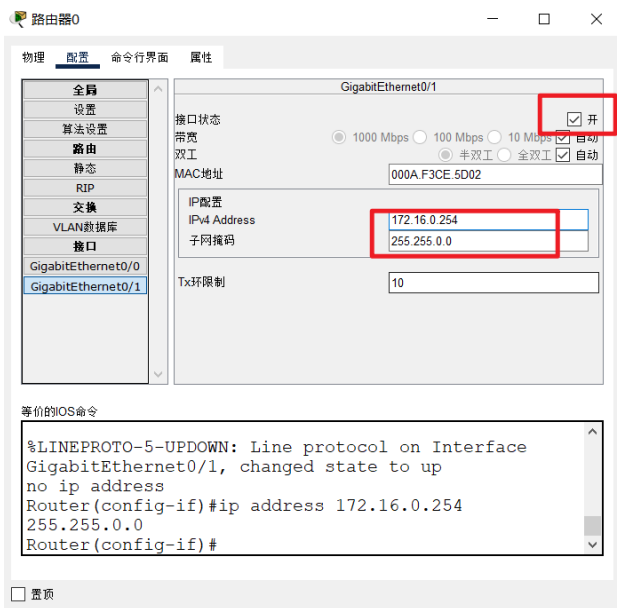 路由器0
物理 配置 命令行界面 属性
全局
设置
算法设置
路由
静态
RIP
交换
VLAN数据库
接口
GigabitEthernet0/0
GigabitEthernet0/1
GigabitEthernet0/1
接口状态 开
带宽 1000 Mbps 100 Mbps 10 Mbps 自动
双工 半双工 全双工 自动
MAC地址 000A.F3CE.5D02
IP配置
IPv4 Address 172.16.0.254
子网掩码 255.255.0.0
Tx环限制 10
等价的IOS命令
%LINEPROTO-5-UPDOWN: Line protocol on Interface
GigabitEthernet0/1, changed state to up
no ip address
Router(config-if)#ip address 172.16.0.254
255.255.0.0
Router(config-if)#
置顶